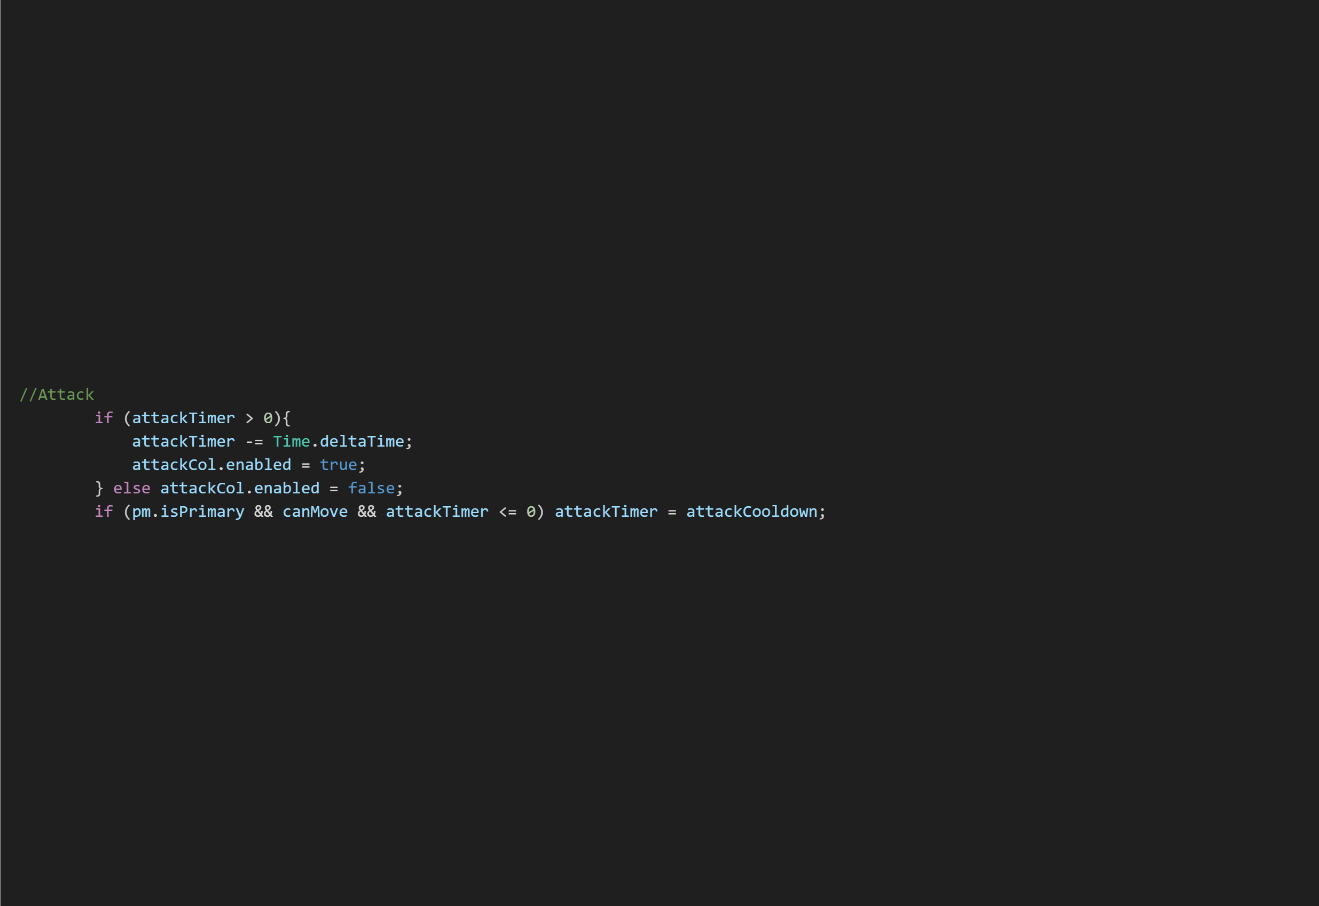 //Attack
if (attackTimer > 0){
attackTimer -= Time.deltaTime;
attackCol.enabled = true;
} else attackCol.enabled = false;
if (pm.isPrimary && canMove && attackTimer <= 0) attackTimer = attackCooldown;